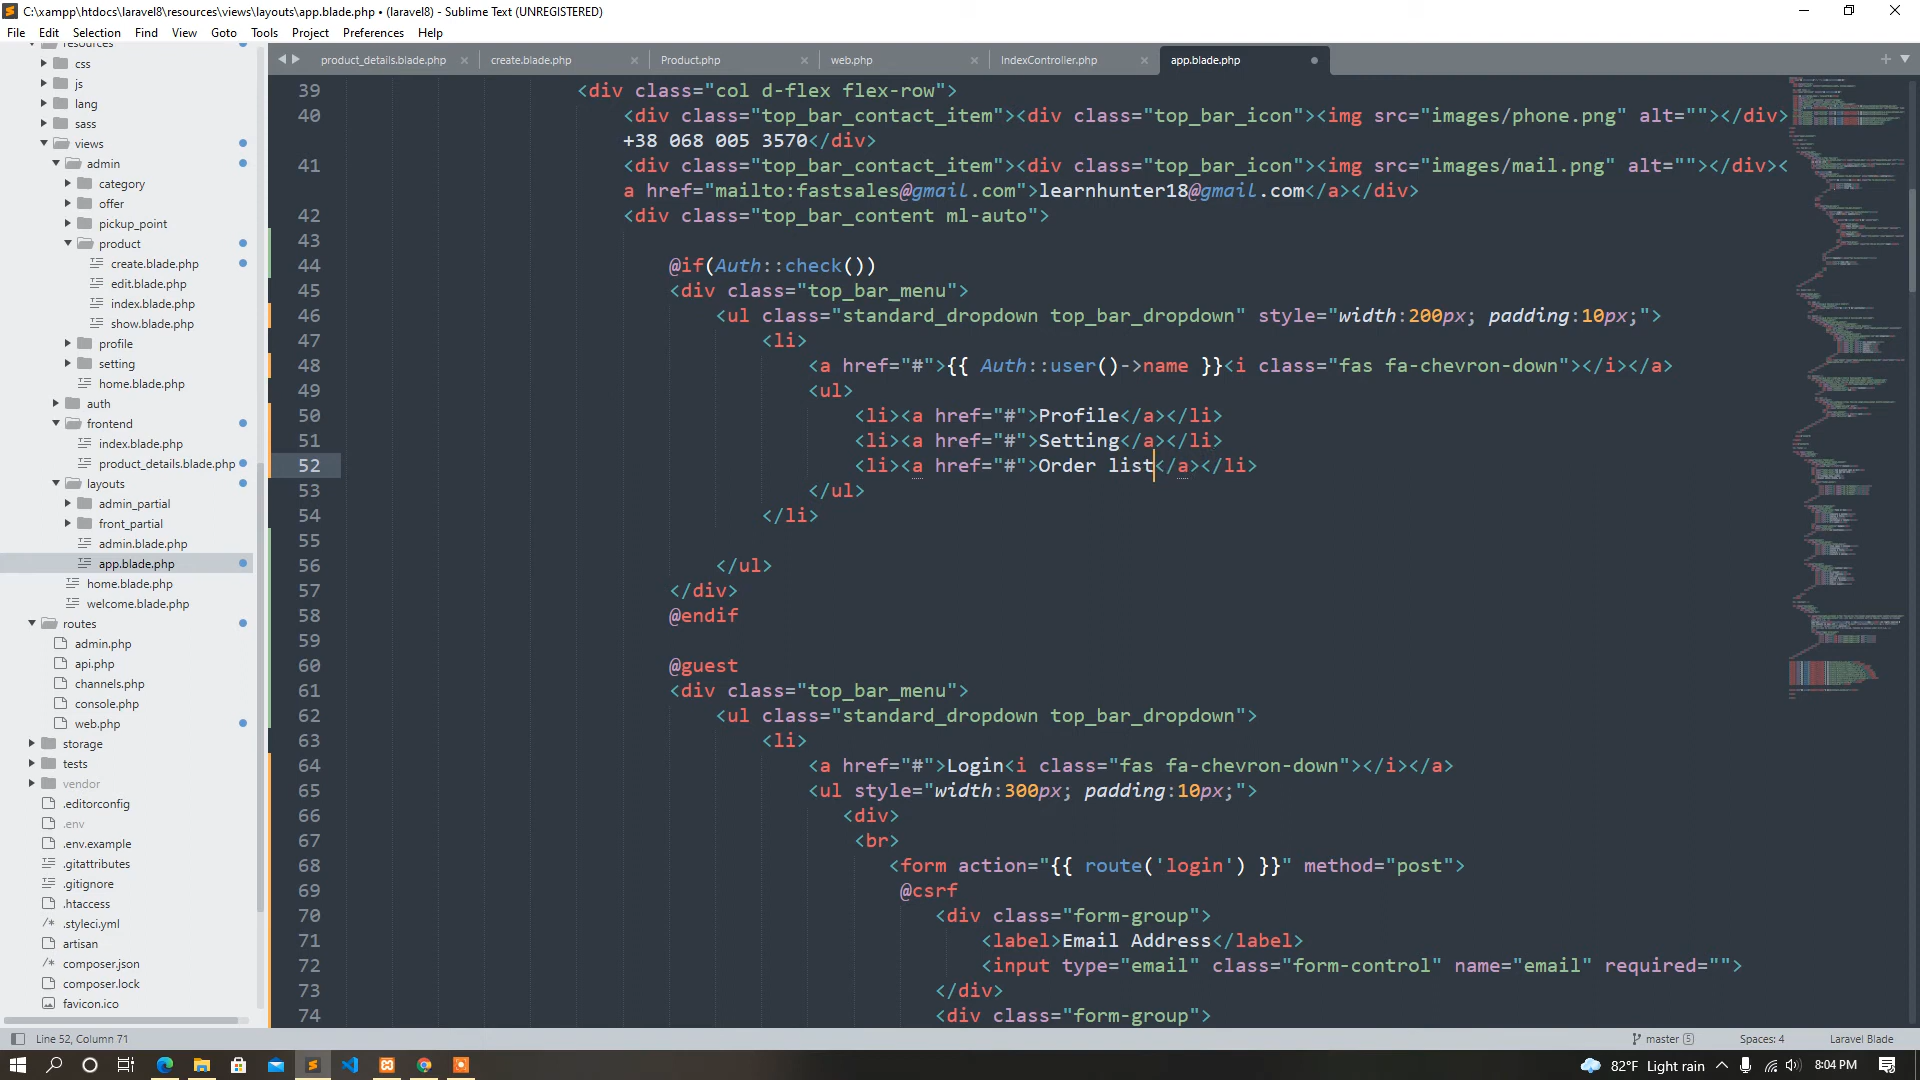 C:\xampp\htdocs\laravel8\resources\views\layouts\app.blade.php • (laravel8) - Sublime Text (UNREGISTERED)
File Edit Selection Find View Goto Tools Project Preferences Help
product_details.blade.php create.blade.php Product.php web.php IndexController.php app.blade.php
resources
css
js
lang
sass
views
admin
category
offer
pickup_point
product
create.blade.php
edit.blade.php
index.blade.php
show.blade.php
profile
setting
home.blade.php
auth
frontend
index.blade.php
product_details.blade.php
layouts
admin_partial
front_partial
admin.blade.php
app.blade.php
home.blade.php
welcome.blade.php
routes
admin.php
api.php
channels.php
console.php
web.php
storage
tests
vendor
.editorconfig
.env
.env.example
.gitattributes
.gitignore
.htaccess
.styleci.yml
artisan
composer.json
composer.lock
favicon.ico
39 <div class="col d-flex flex-row">
40 <div class="top_bar_contact_item"><div class="top_bar_icon"><img src="images/phone.png" alt=""></div>
+38 068 005 3570</div>
41 <div class="top_bar_contact_item"><div class="top_bar_icon"><img src="images/mail.png" alt=""></div><
a href="mailto:fastsales@gmail.com">learnhunter18@gmail.com</a></div>
42 <div class="top_bar_content ml-auto">
43
44 @if(Auth::check())
45 <div class="top_bar_menu">
46 <ul class="standard_dropdown top_bar_dropdown" style="width:200px; padding:10px;">
47 <li>
48 <a href="#">{{ Auth::user()->name }}<i class="fas fa-chevron-down"></i></a>
49 <ul>
50 <li><a href="#">Profile</a></li>
51 <li><a href="#">Setting</a></li>
52 <li><a href="#">Order list</a></li>
53 </ul>
54 </li>
55
56 </ul>
57 </div>
58 @endif
59
60 @guest
61 <div class="top_bar_menu">
62 <ul class="standard_dropdown top_bar_dropdown">
63 <li>
64 <a href="#">Login<i class="fas fa-chevron-down"></i></a>
65 <ul style="width:300px; padding:10px;">
66 <div>
67 <br>
68 <form action="{{ route('login') }}" method="post">
69 @csrf
70 <div class="form-group">
71 <label>Email Address</label>
72 <input type="email" class="form-control" name="email" required="">
73 </div>
74 <div class="form-group">
Line 52, Column 71 master 5 Spaces: 4 Laravel Blade
82°F Light rain 8:04 PM